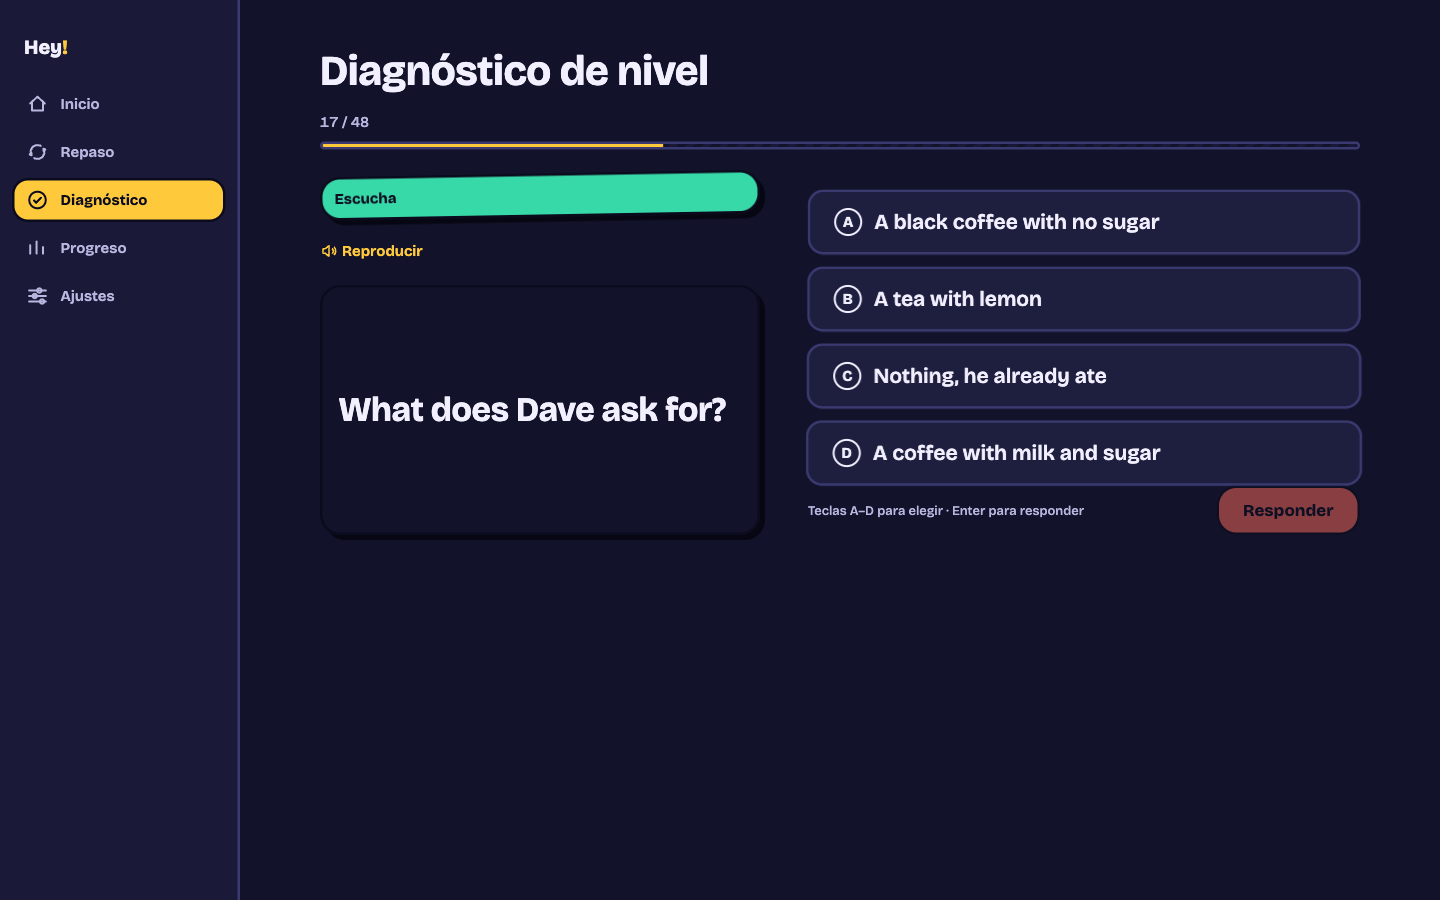 Hey!
Inicio
Repaso
Diagnóstico
Progreso
Ajustes
Diagnóstico de nivel
17 / 48
Escucha
Reproducir
What does Dave ask for?
A A black coffee with no sugar
B A tea with lemon
C Nothing, he already ate
D A coffee with milk and sugar
Teclas A–D para elegir · Enter para responder
Responder